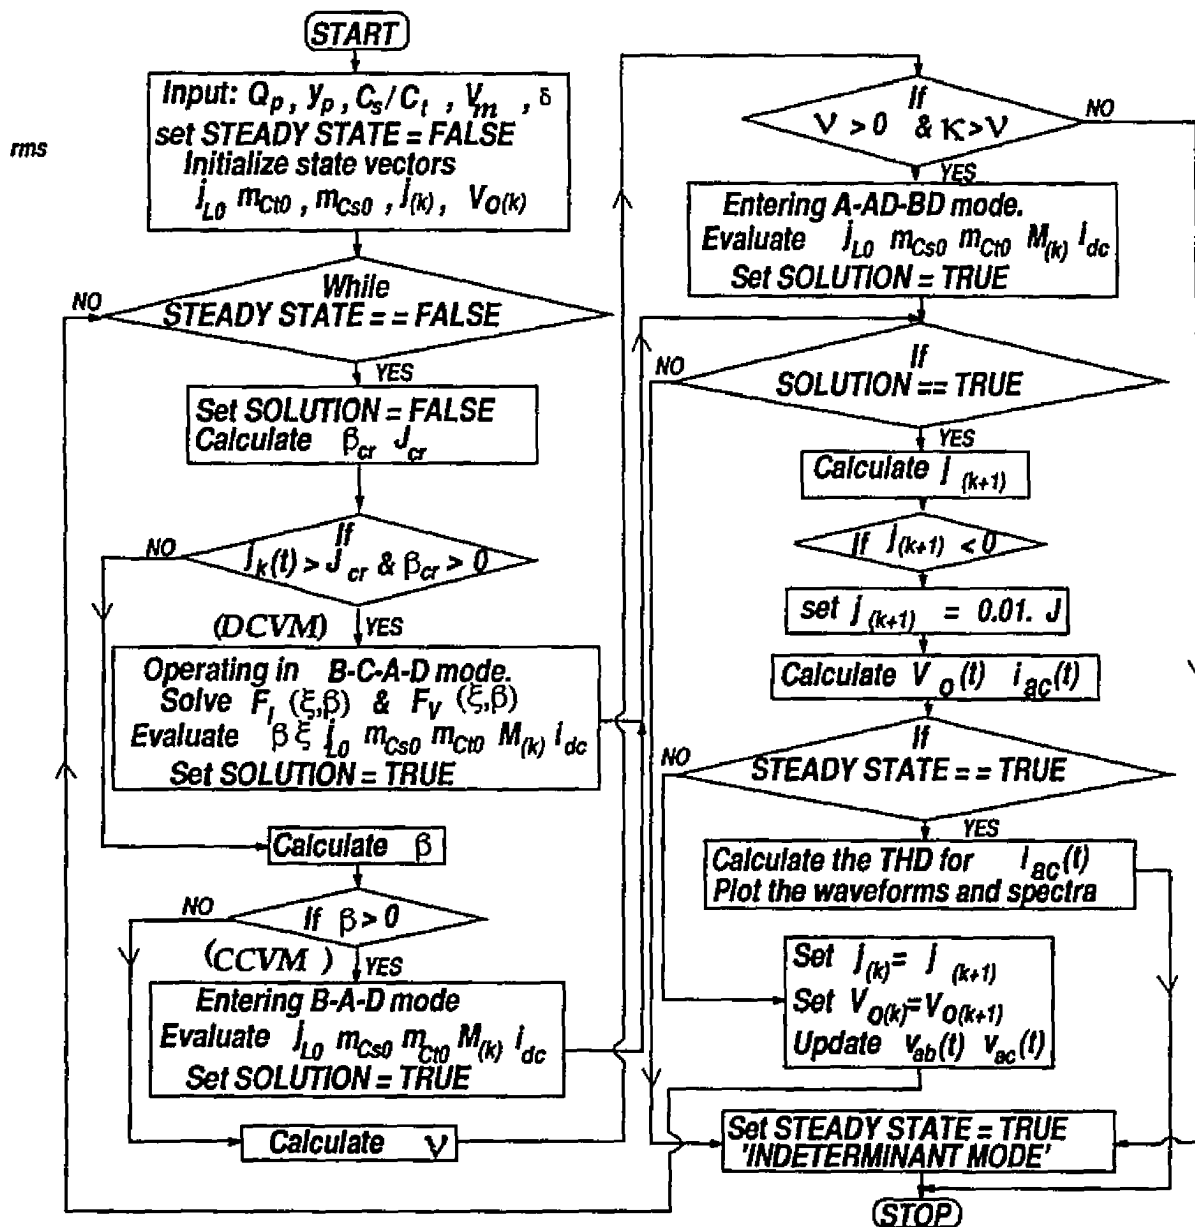 START
Input: Q_p , y_p , C_s/C_t , V_m , δ
set STEADY STATE = FALSE
Initialize state vectors
j_L0 m_Ct0 , m_Cs0 , j_(k), V_O(k)
rms
While
STEADY STATE = = FALSE
NO
YES
Set SOLUTION = FALSE
Calculate β_cr J_cr
If
j_k(t) > J_cr & β_cr > 0
NO
(DCVM) YES
Operating in B-C-A-D mode.
Solve F_I (ξ,β) & F_V (ξ,β)
Evaluate β ξ j_L0 m_Cs0 m_Ct0 M_(k) i_dc
Set SOLUTION = TRUE
Calculate β
If β > 0
NO
(CCVM ) YES
Entering B-A-D mode
Evaluate j_L0 m_Cs0 m_Ct0 M_(k) i_dc
Set SOLUTION = TRUE
Calculate ν
If
ν > 0 & κ > ν
NO
YES
Entering A-AD-BD mode.
Evaluate j_L0 m_Cs0 m_Ct0 M_(k) i_dc
Set SOLUTION = TRUE
If
SOLUTION == TRUE
NO
YES
Calculate j_(k+1)
If j_(k+1) < 0
set j_(k+1) = 0.01. J
Calculate V_o(t) i_ac(t)
If
STEADY STATE = = TRUE
NO
YES
Calculate the THD for i_ac(t)
Plot the waveforms and spectra
Set j_(k) = j_(k+1)
Set V_O(k)=V_O(k+1)
Update v_ab(t) v_ac(t)
Set STEADY STATE = TRUE
'INDETERMINANT MODE'
STOP